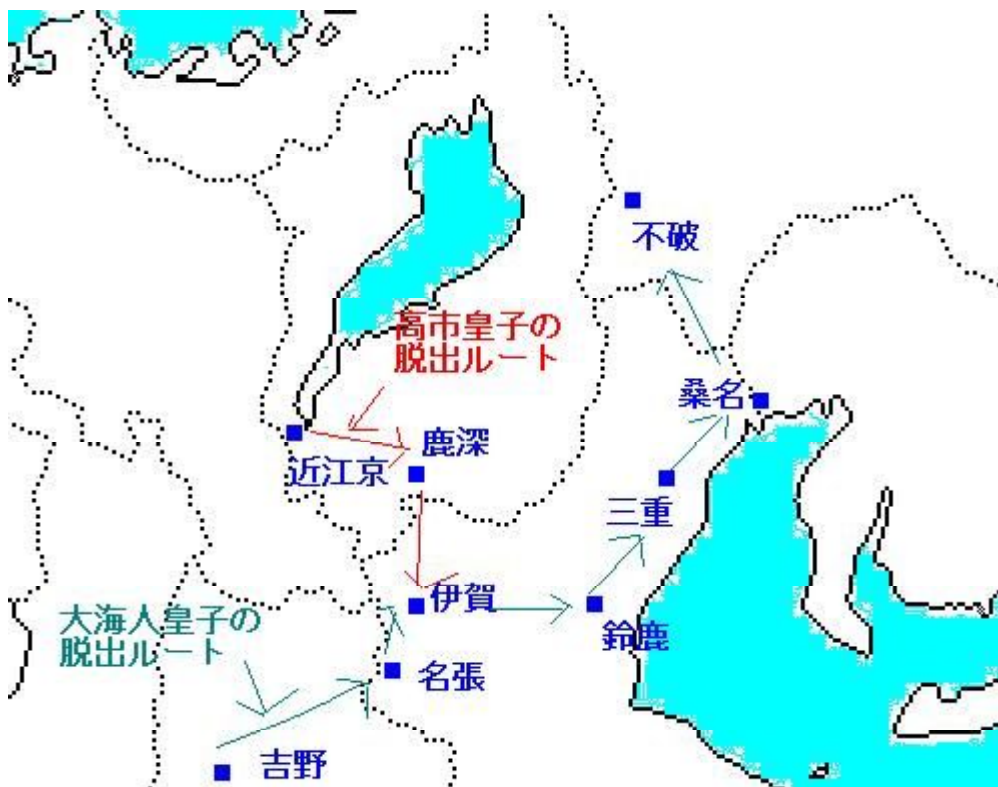 不破
高市皇子の
脱出ルート
桑名
鹿深
近江京
三重
伊賀
大海人皇子の
脱出ルート
鈴鹿
名張
吉野